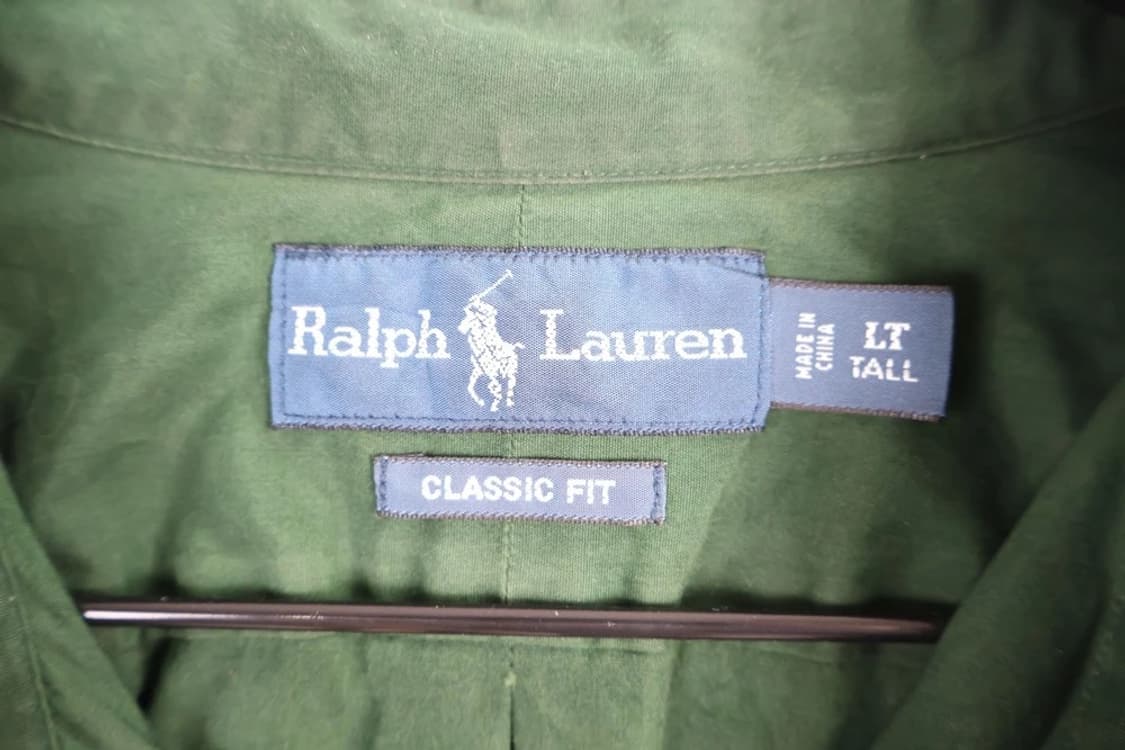 Ralph Lauren
MADE IN
CHINA
LT
TALL
CLASSIC FIT